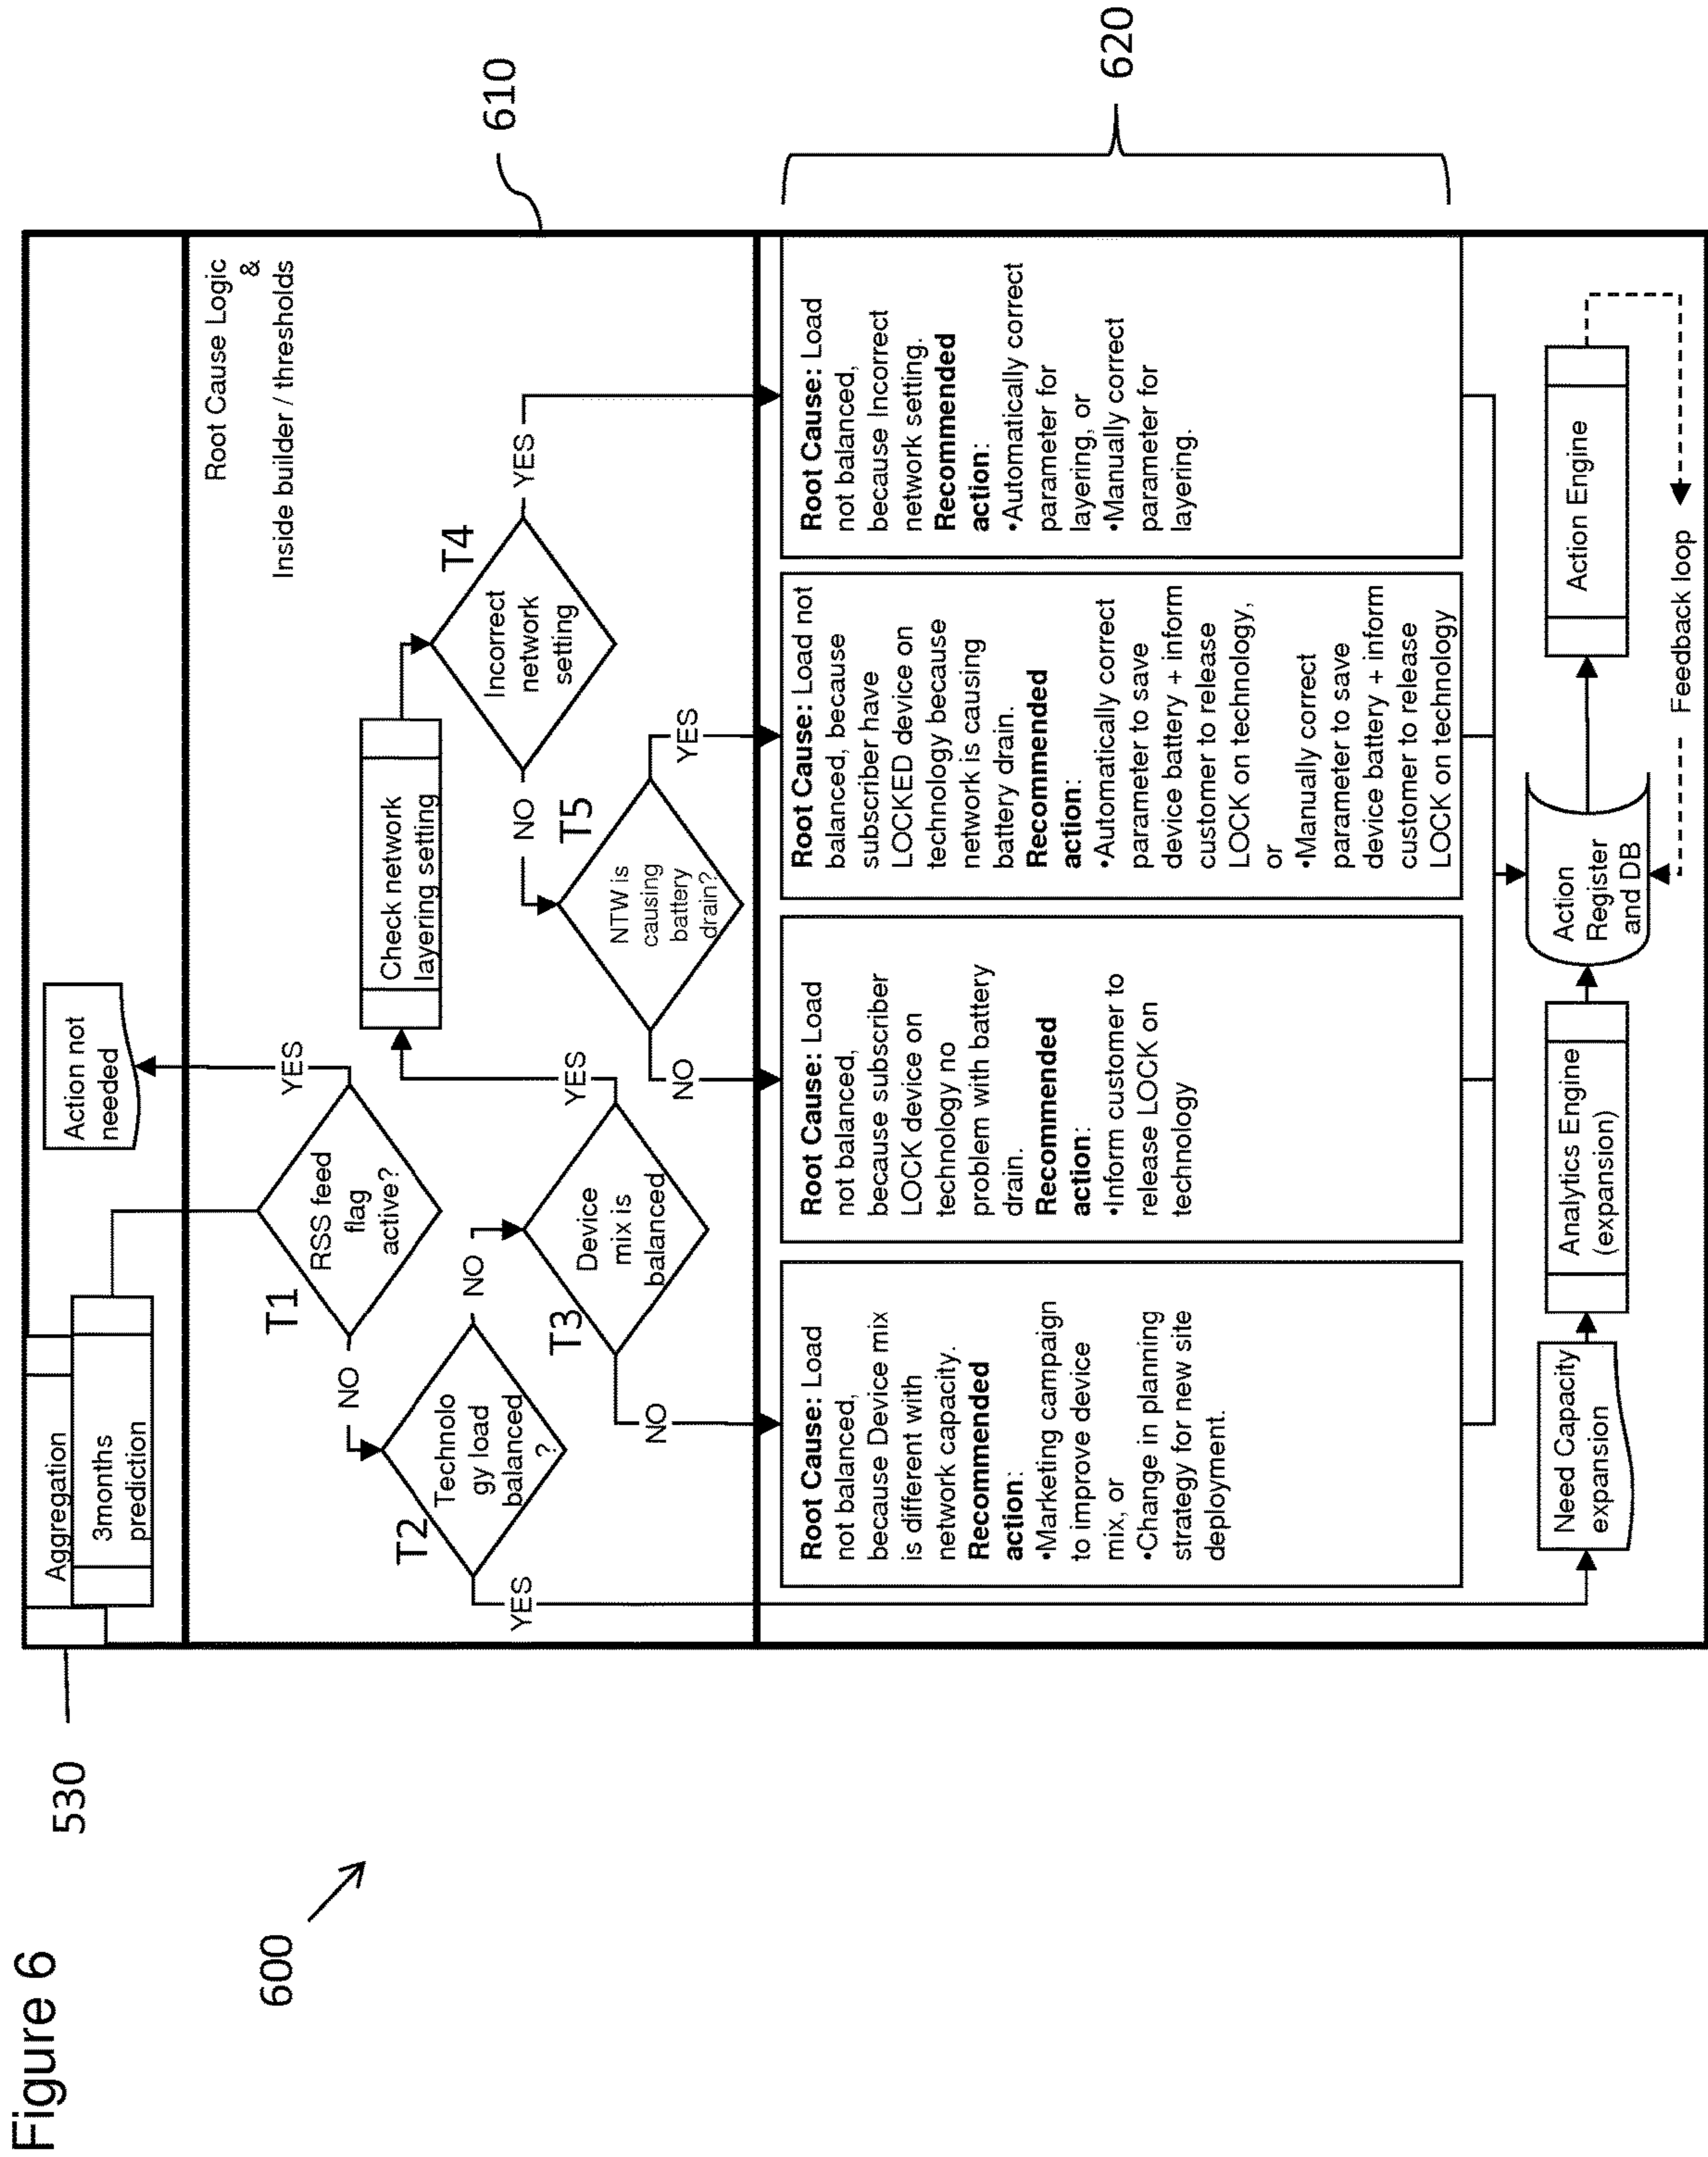 Figure 6
600
530
610
620
Aggregation
3months
prediction
Action not
needed
Root Cause Logic
&
Inside builder / thresholds
T1
RSS feed
flag
active?
YES
NO
T2
Technolo
gy load
balanced
?
NO
YES
T3
Device
mix is
balanced
YES
NO
Check network
layering setting
T4
Incorrect
network
setting
YES
NO
T5
NTW is
causing
battery
drain?
YES
NO
Root Cause: Load
not balanced,
because Device mix
is different with
network capacity.
Recommended
action:
•Marketing campaign
to improve device
mix, or
•Change in planning
strategy for new site
deployment.
Root Cause: Load
not balanced,
because subscriber
LOCK device on
technology no
problem with battery
drain.
Recommended
action:
•Inform customer to
release LOCK on
technology
Root Cause: Load not
balanced, because
subscriber have
LOCKED device on
technology because
network is causing
battery drain.
Recommended
action:
•Automatically correct
parameter to save
device battery + inform
customer to release
LOCK on technology,
or
•Manually correct
parameter to save
device battery + inform
customer to release
LOCK on technology
Root Cause: Load
not balanced,
because Incorrect
network setting.
Recommended
action:
•Automatically correct
parameter for
layering, or
•Manually correct
parameter for
layering.
Need Capacity
expansion
Analytics Engine
(expansion)
Action
Register
and DB
Action Engine
Feedback loop